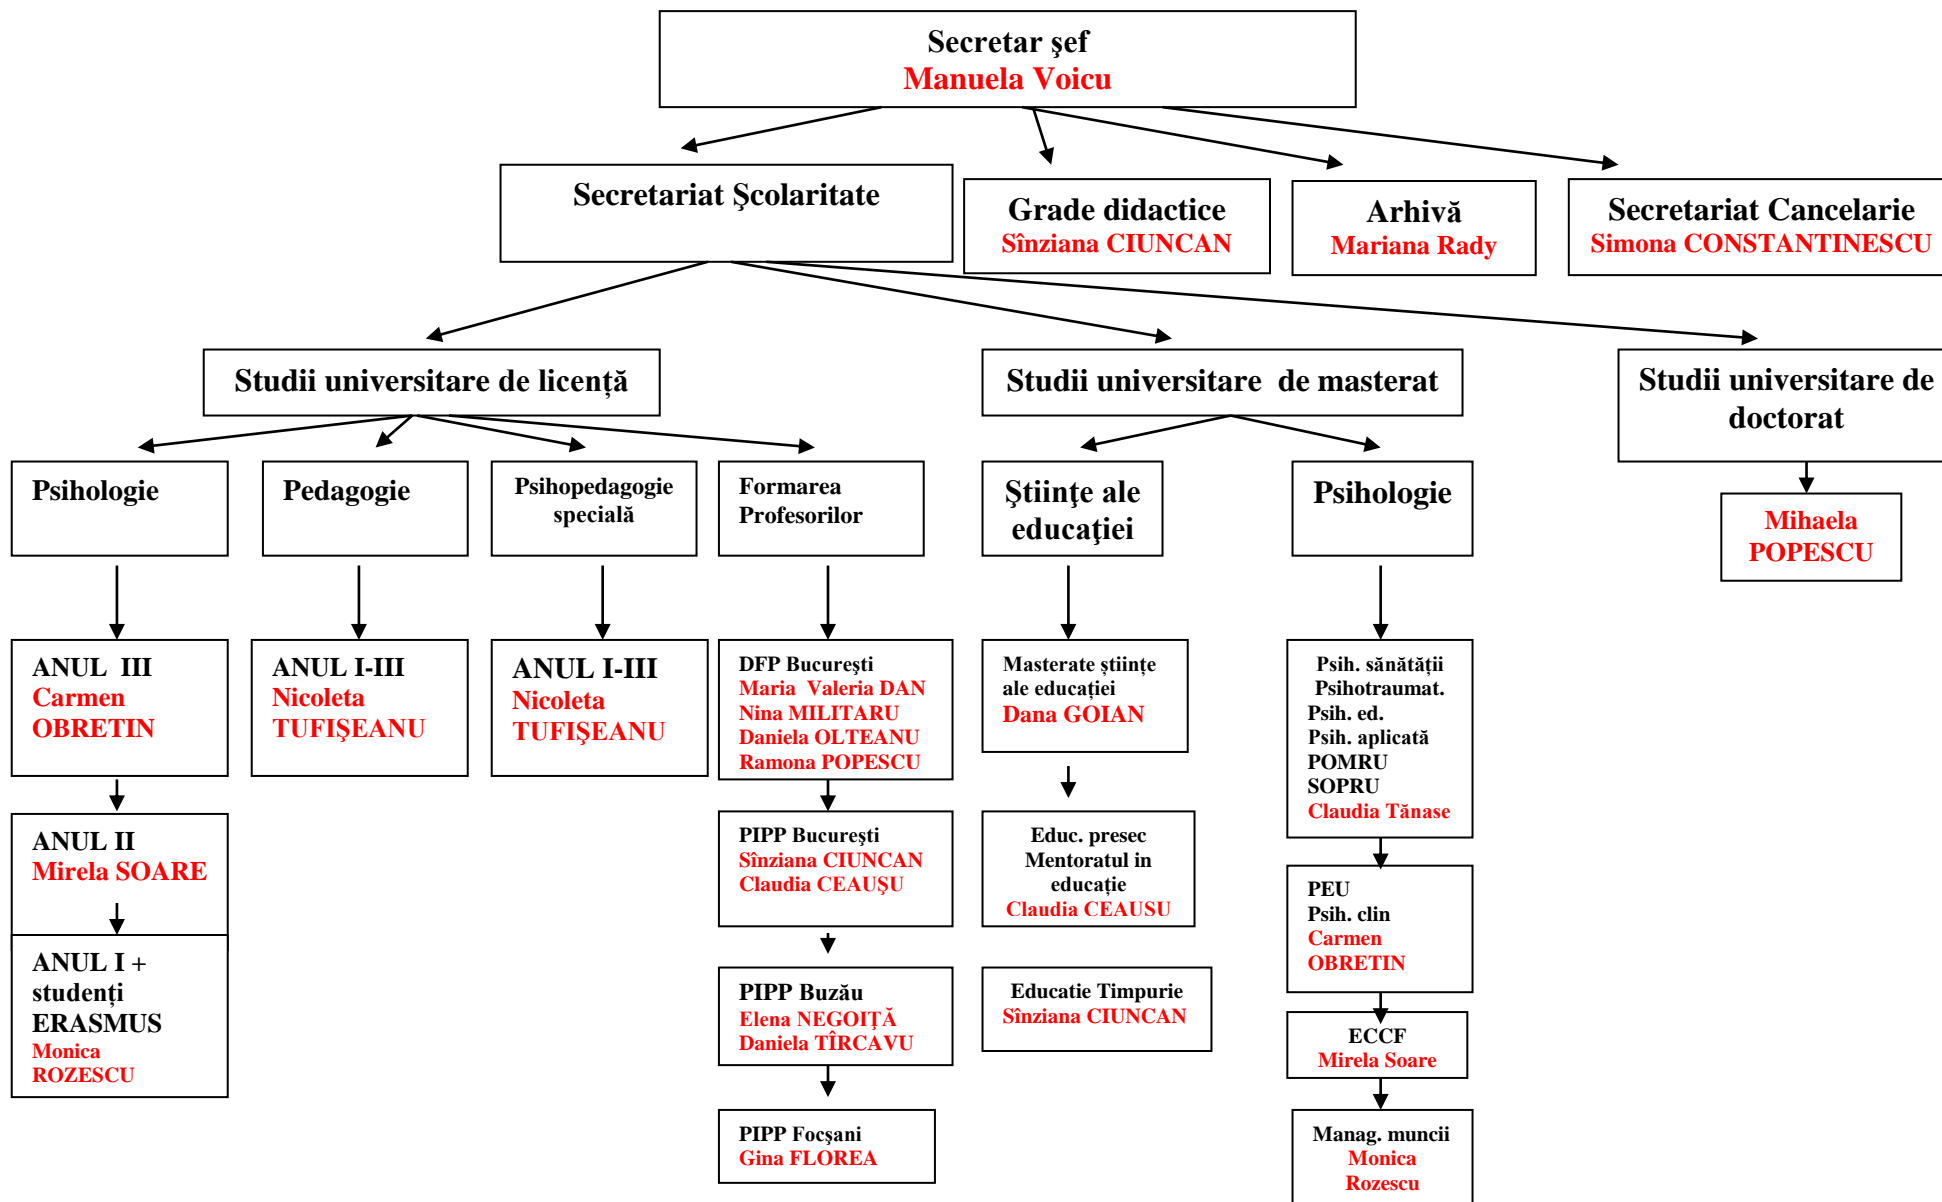 Secretar şef
Manuela Voicu
Secretariat Şcolaritate
Grade didactice
Sînziana CIUNCAN
Arhivă
Mariana Rady
Secretariat Cancelarie
Simona CONSTANTINESCU
Studii universitare de licență
Studii universitare de masterat
Studii universitare de
doctorat
Psihologie
Pedagogie
Psihopedagogie
specială
Formarea
Profesorilor
Ştiinţe ale
educaţiei
Psihologie
Mihaela
POPESCU
ANUL III
Carmen
OBRETIN
ANUL I-III
Nicoleta
TUFIŞEANU
ANUL I-III
Nicoleta
TUFIŞEANU
DFP Bucureşti
Maria Valeria DAN
Nina MILITARU
Daniela OLTEANU
Ramona POPESCU
Masterate științe
ale educației
Dana GOIAN
Psih. sănătății
Psihotraumat.
Psih. ed.
Psih. aplicată
POMRU
SOPRU
Claudia Tănase
ANUL II
Mirela SOARE
PIPP Bucureşti
Sînziana CIUNCAN
Claudia CEAUŞU
Educ. presec
Mentoratul in
educație
Claudia CEAUSU
PEU
Psih. clin
Carmen
OBRETIN
ANUL I +
studenți
ERASMUS
Monica
ROZESCU
PIPP Buzău
Elena NEGOIŢĂ
Daniela TÎRCAVU
Educatie Timpurie
Sînziana CIUNCAN
ECCF
Mirela Soare
PIPP Focşani
Gina FLOREA
Manag. muncii
Monica
Rozescu